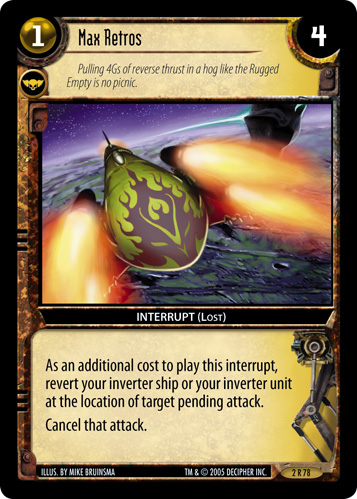 1 Max Retros 4
Pulling 4Gs of reverse thrust in a hog like the Rugged
Empty is no picnic.
INTERRUPT (LOST)
As an additional cost to play this interrupt,
revert your inverter ship or your inverter unit
at the location of target pending attack.
Cancel that attack.
ILLUS. BY MIKE BRUINSMA TM & © 2005 DECIPHER INC. 2 R 78